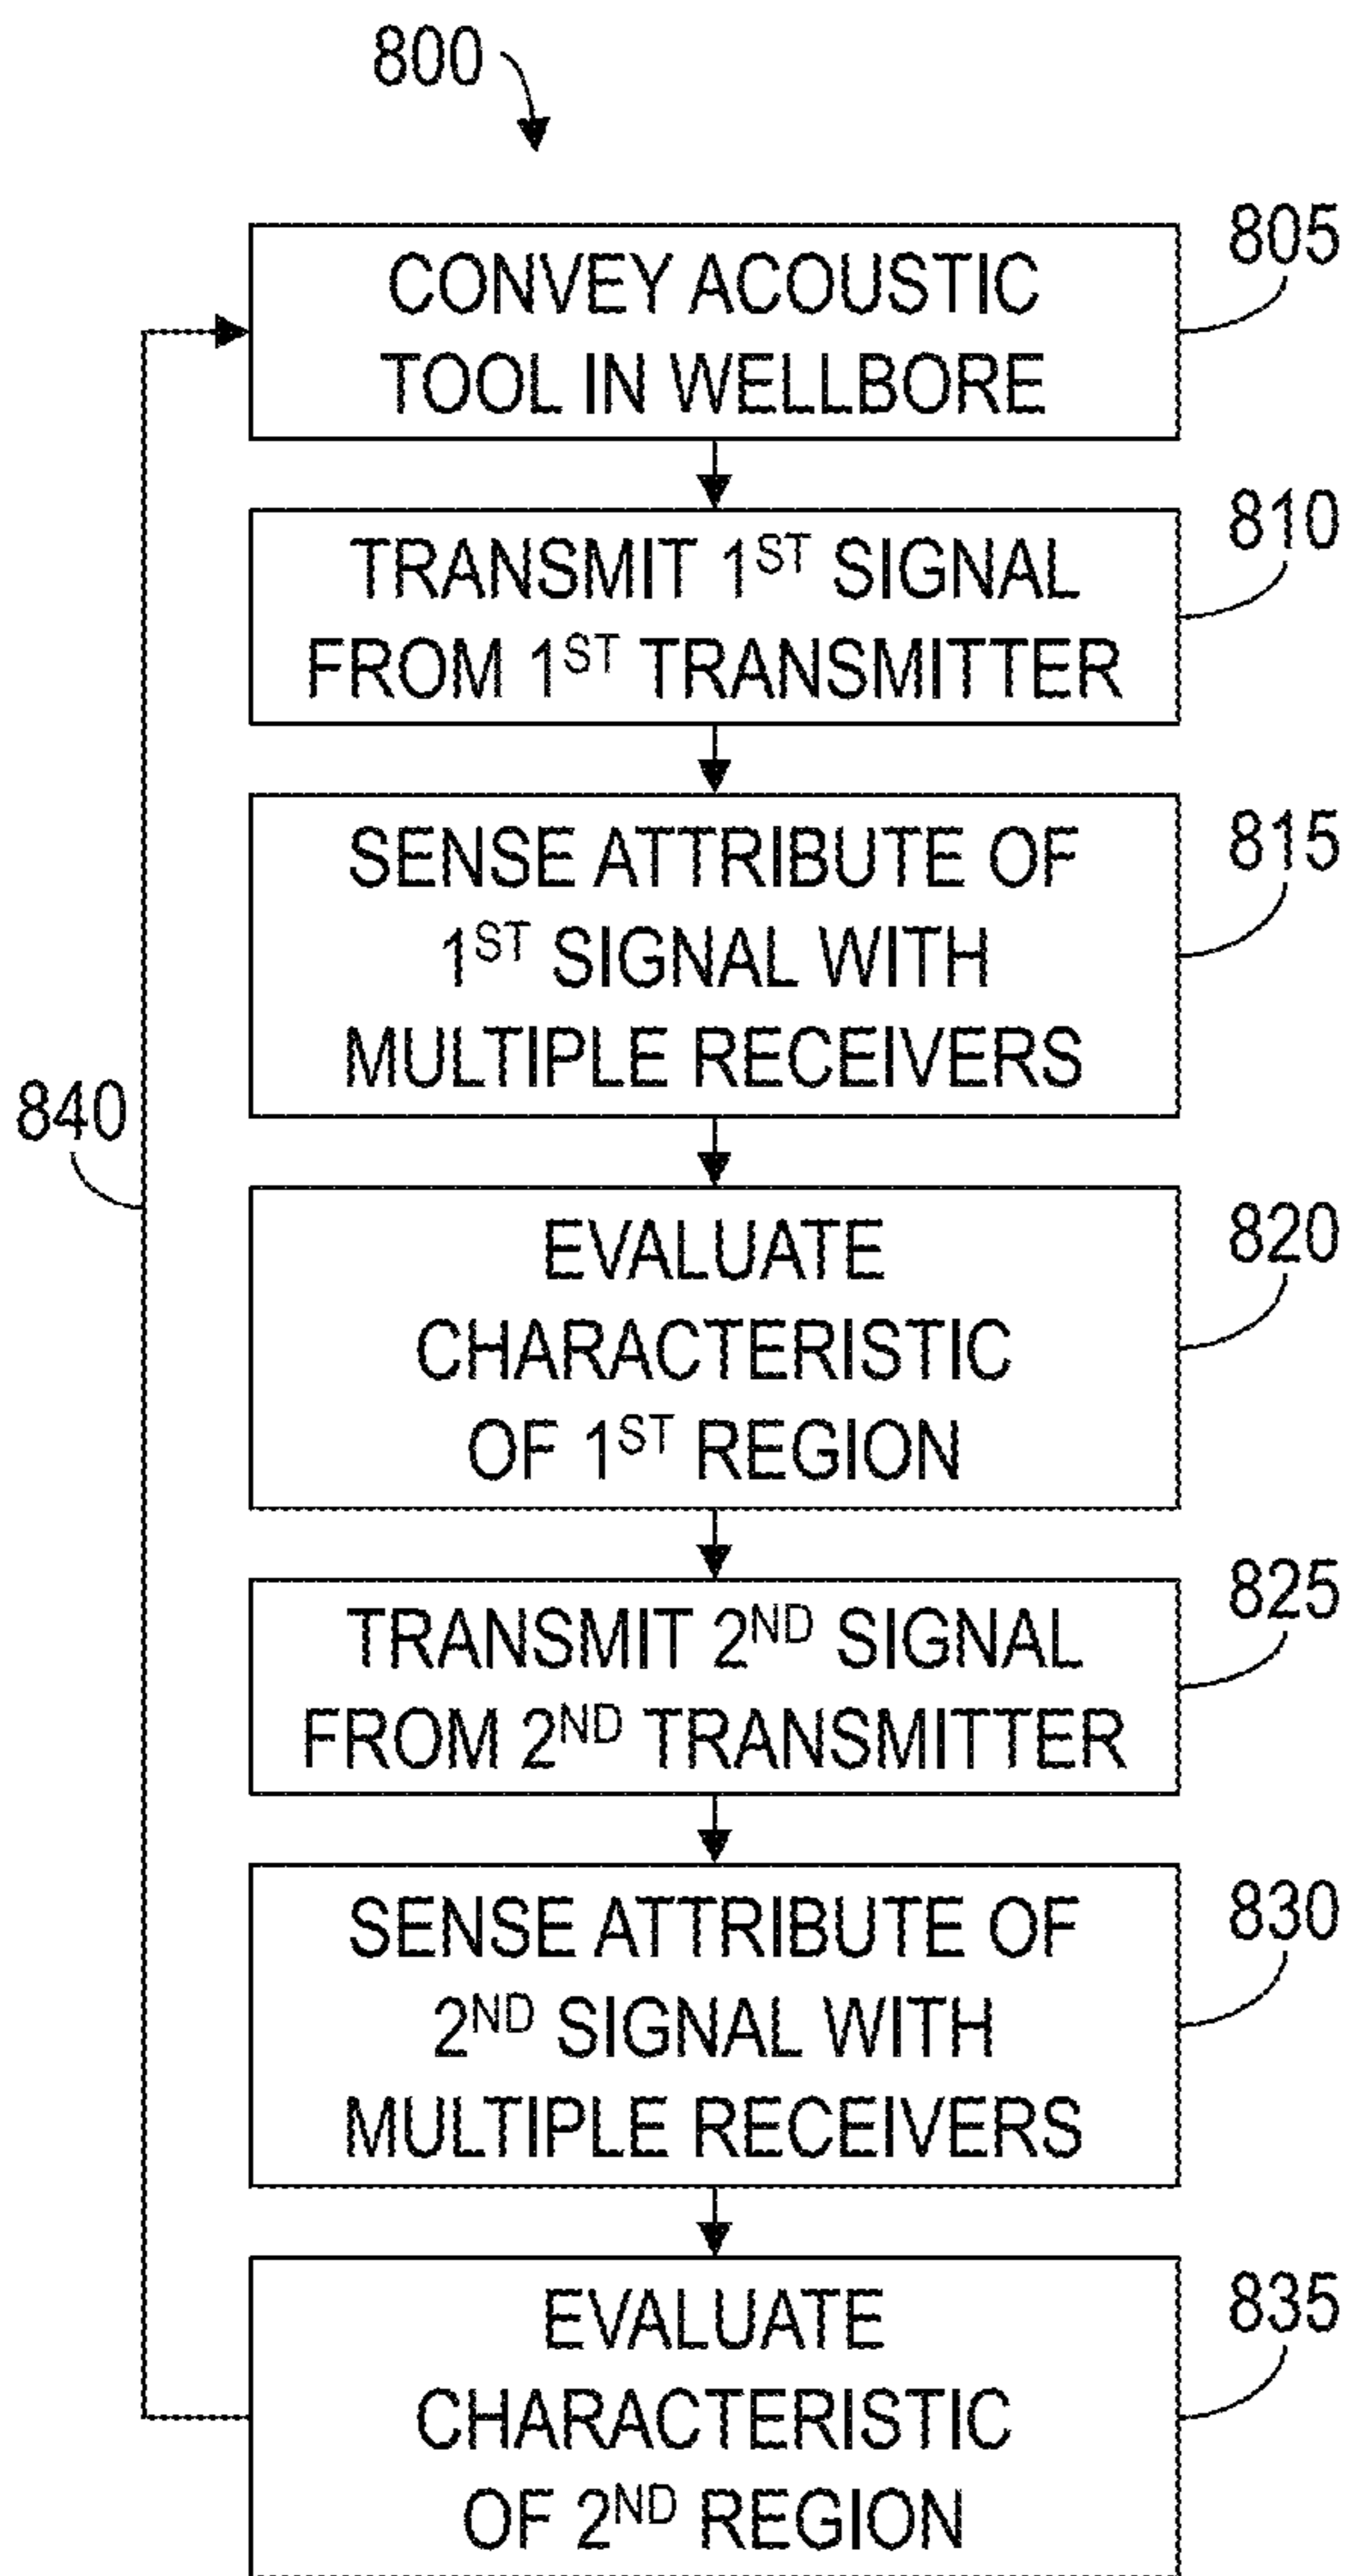 800
805
CONVEY ACOUSTIC
TOOL IN WELLBORE
810
TRANSMIT 1ST SIGNAL
FROM 1ST TRANSMITTER
815
SENSE ATTRIBUTE OF
1ST SIGNAL WITH
MULTIPLE RECEIVERS
840
820
EVALUATE
CHARACTERISTIC
OF 1ST REGION
825
TRANSMIT 2ND SIGNAL
FROM 2ND TRANSMITTER
830
SENSE ATTRIBUTE OF
2ND SIGNAL WITH
MULTIPLE RECEIVERS
835
EVALUATE
CHARACTERISTIC
OF 2ND REGION